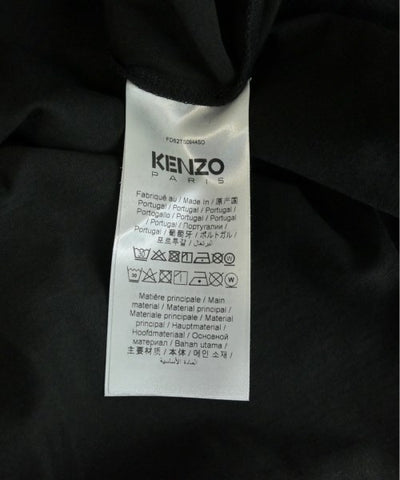 KENZO
PARIS
Fabriqué au / Made In / 原产国
Portugal / Portugal / Portugal
Portogallo / Portugal / Portugal
Portugal / Португалии /
Portugal / 葡萄牙 / ポルトガル /
포르투갈 / البرتغال
30 W
30 W
Matière principale / Main
material / Material principal /
Materiale principale / Material
principal / Hauptmaterial /
Hoofdmateriaal / Основной
материал / Bahan utama /
主要材质 / 本体 / 메인 소재 /
المادة الأساسية